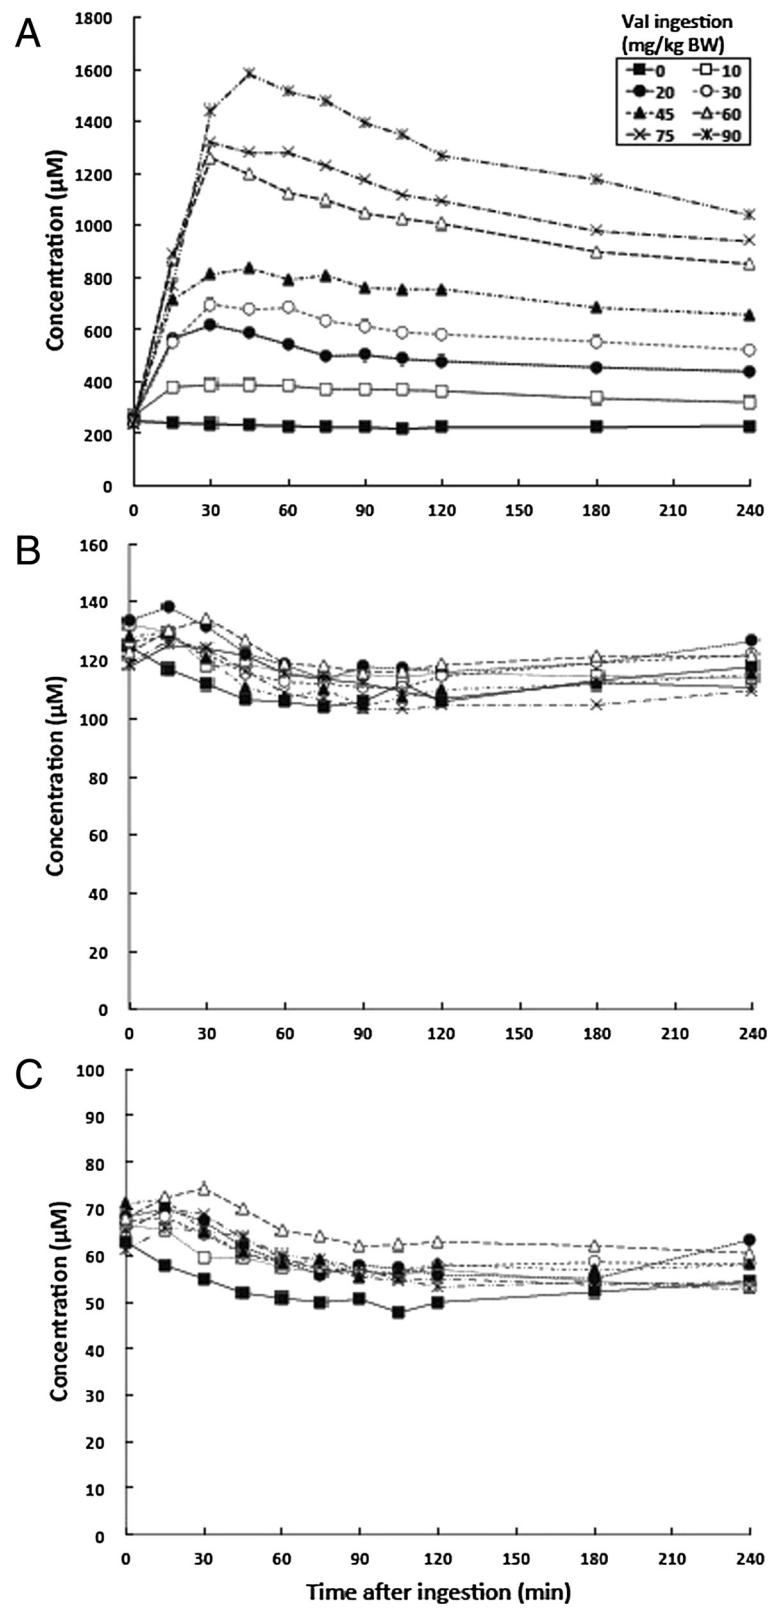 A
Val ingestion
(mg/kg BW)
0 10
20 30
45 60
75 90
Concentration (µM)
1800
1600
1400
1200
1000
800
600
400
200
0
0 30 60 90 120 150 180 210 240
B
Concentration (µM)
160
140
120
100
80
60
40
20
0
0 30 60 90 120 150 180 210 240
C
Concentration (µM)
100
90
80
70
60
50
40
30
20
10
0
0 30 60 90 120 150 180 210 240
Time after ingestion (min)